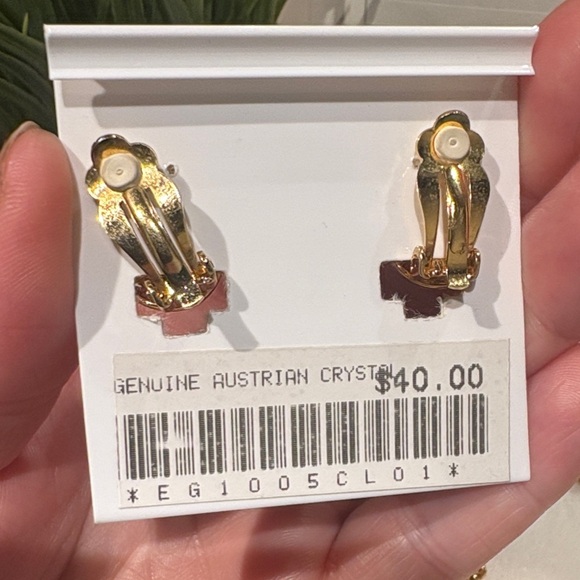 GENUINE AUSTRIAN CRYSTAL $40.00
*EG1005CL01*